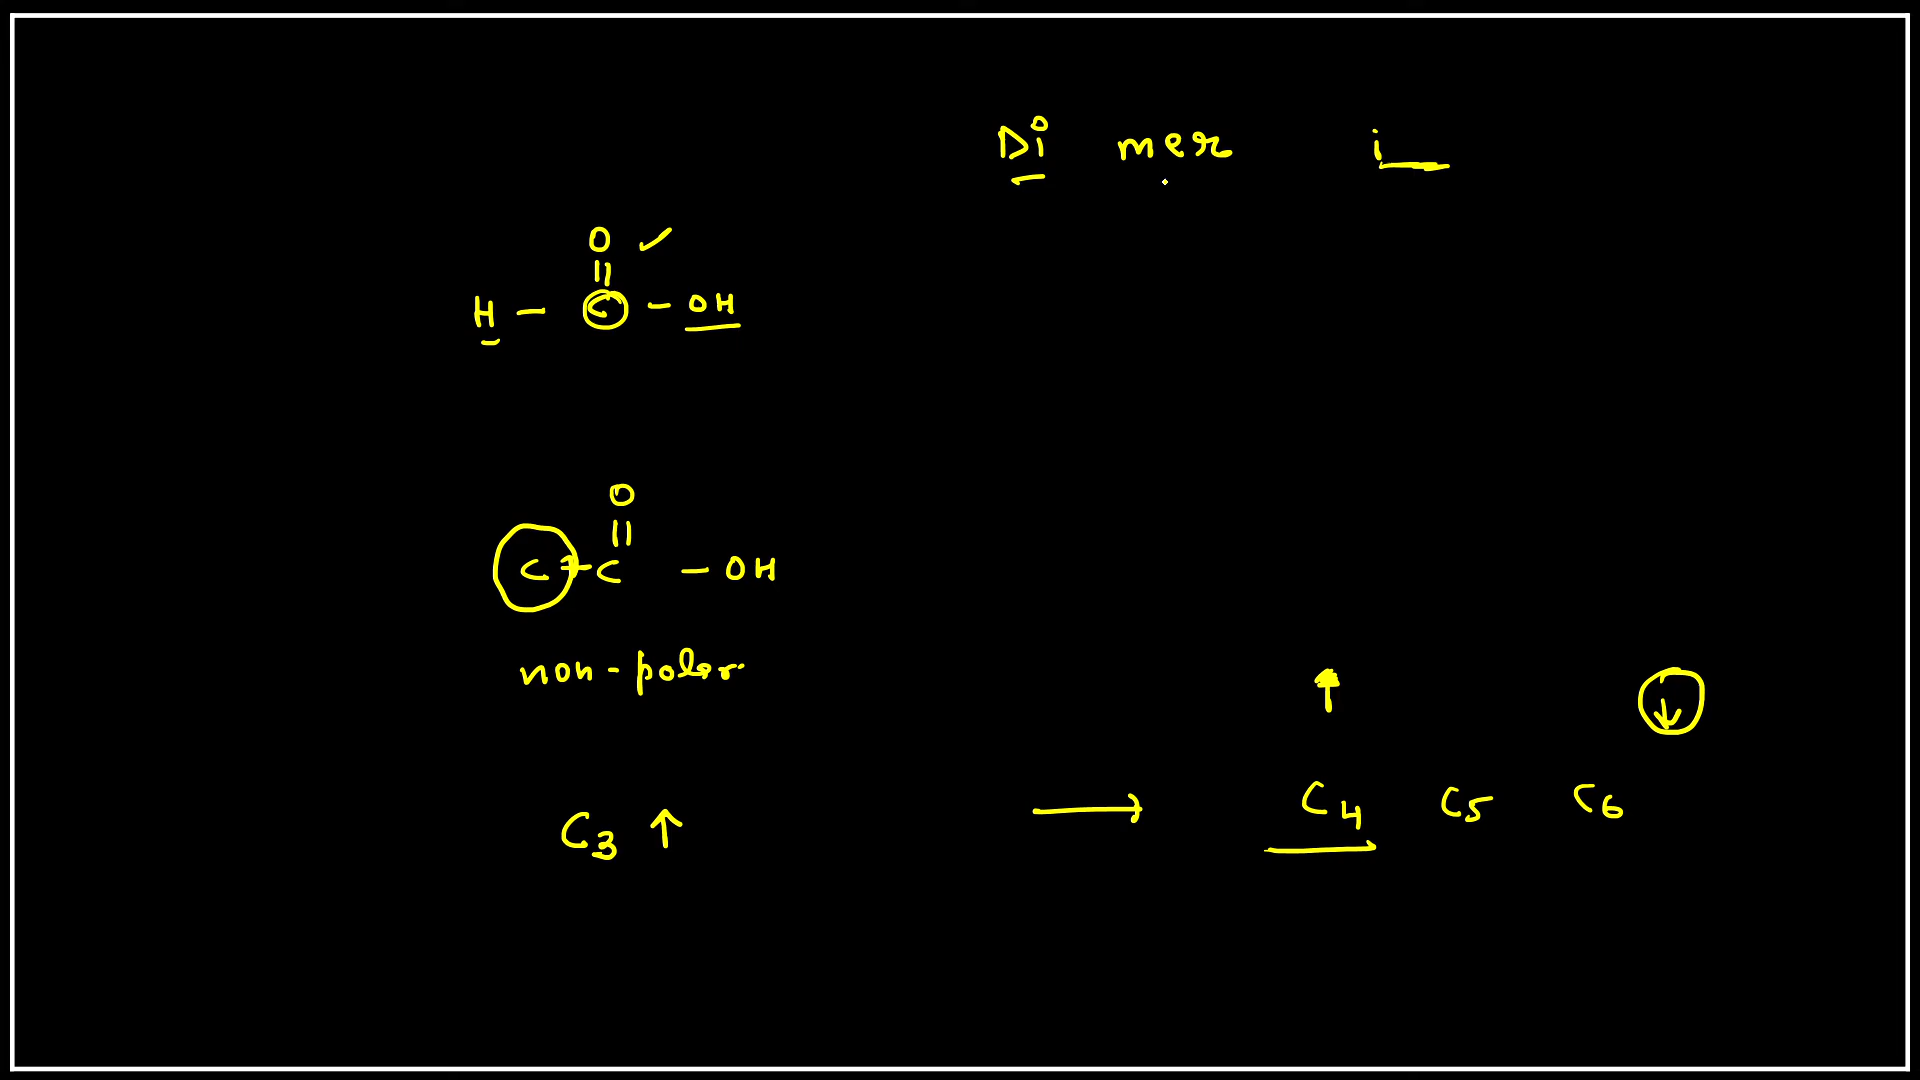 Di mer i
O
||
H - C - OH
O
||
C - C - OH
non-polar
C₃ ↑ → C₄ ↑ C₅ C₆ ↓